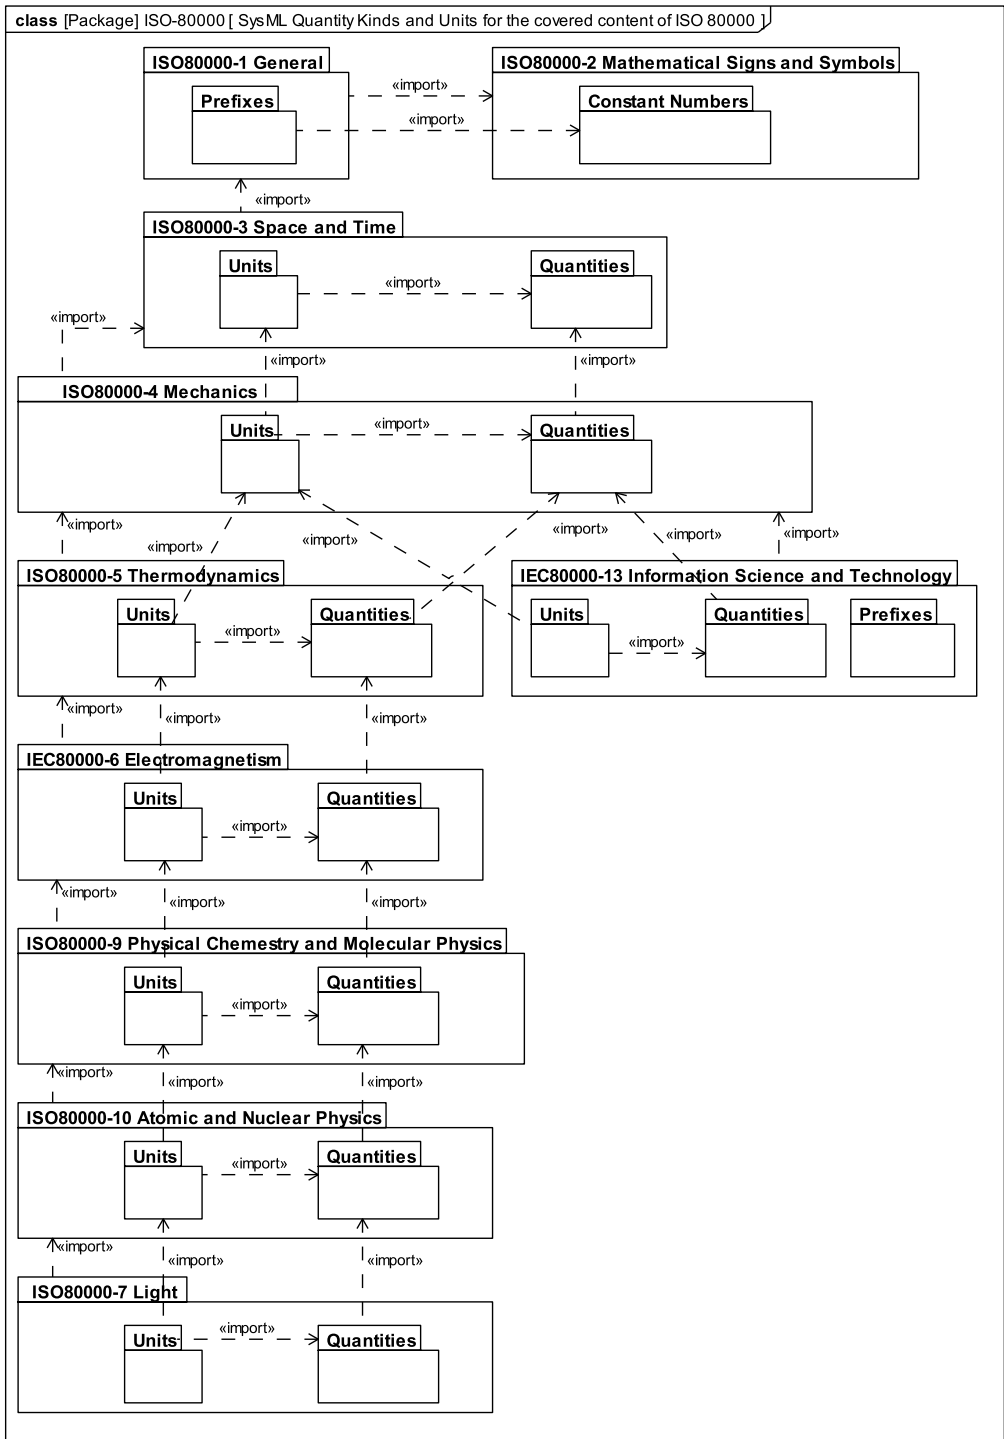 class [Package] ISO-80000 [ SysML Quantity Kinds and Units for the covered content of ISO 80000 ]
ISO80000-1 General
ISO80000-2 Mathematical Signs and Symbols
«import»
Prefixes
Constant Numbers
«import»
«import»
ISO80000-3 Space and Time
Units
Quantities
«import»
«import»
«import»
«import»
ISO80000-4 Mechanics
Units
Quantities
«import»
«import»
«import»
«import»
«import»
«import»
«import»
«import»
ISO80000-5 Thermodynamics
IEC80000-13 Information Science and Technology
Units
Quantities
Units
Quantities
Prefixes
«import»
«import»
«import»
«import»
«import»
IEC80000-6 Electromagnetism
Units
Quantities
«import»
«import»
«import»
«import»
ISO80000-9 Physical Chemestry and Molecular Physics
Units
Quantities
«import»
«import»
«import»
«import»
ISO80000-10 Atomic and Nuclear Physics
Units
Quantities
«import»
«import»
«import»
«import»
ISO80000-7 Light
Units
Quantities
«import»